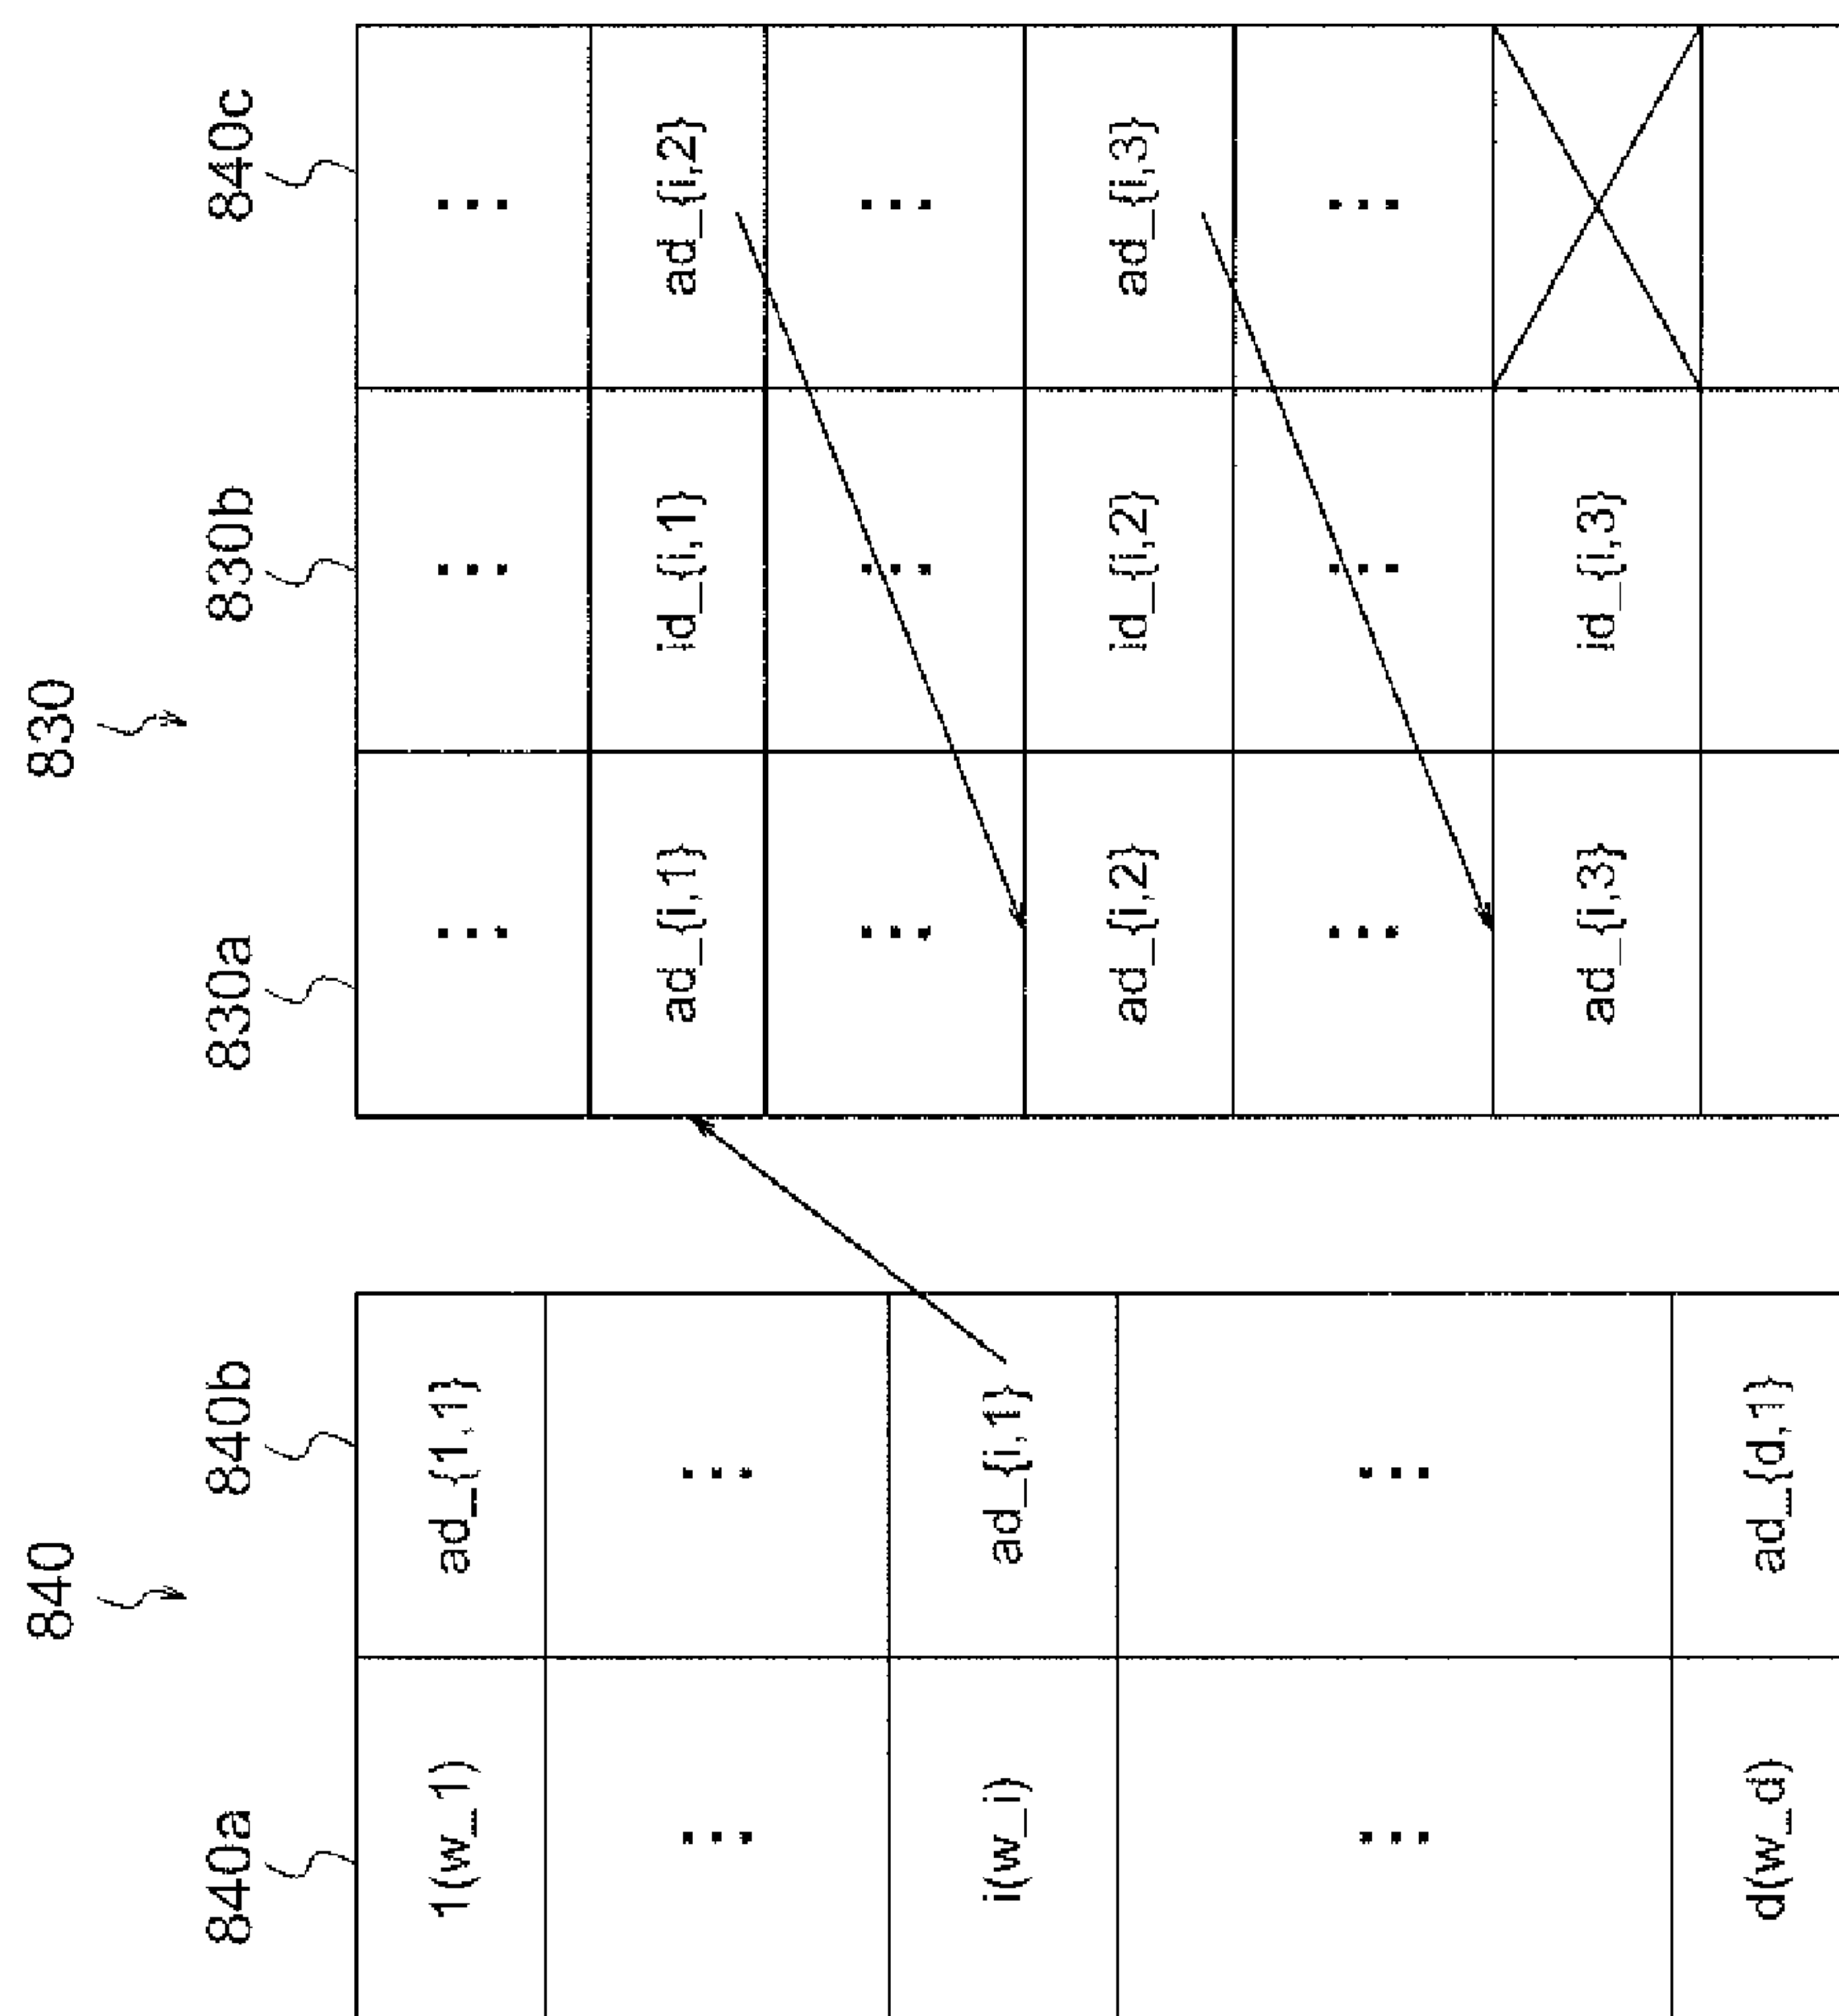 840
840a 840b
1(w_1) ad_{1,1}
... ...
i(w_i) ad_{i,1}
... ...
d(w_d) ad_{d,1}
830
830a 830b 840c
... ... ...
ad_{i,1} id_{i,1} ad_{i,2}
... ... ...
ad_{i,2} id_{i,2} ad_{i,3}
... ... ...
ad_{i,3} id_{i,3}